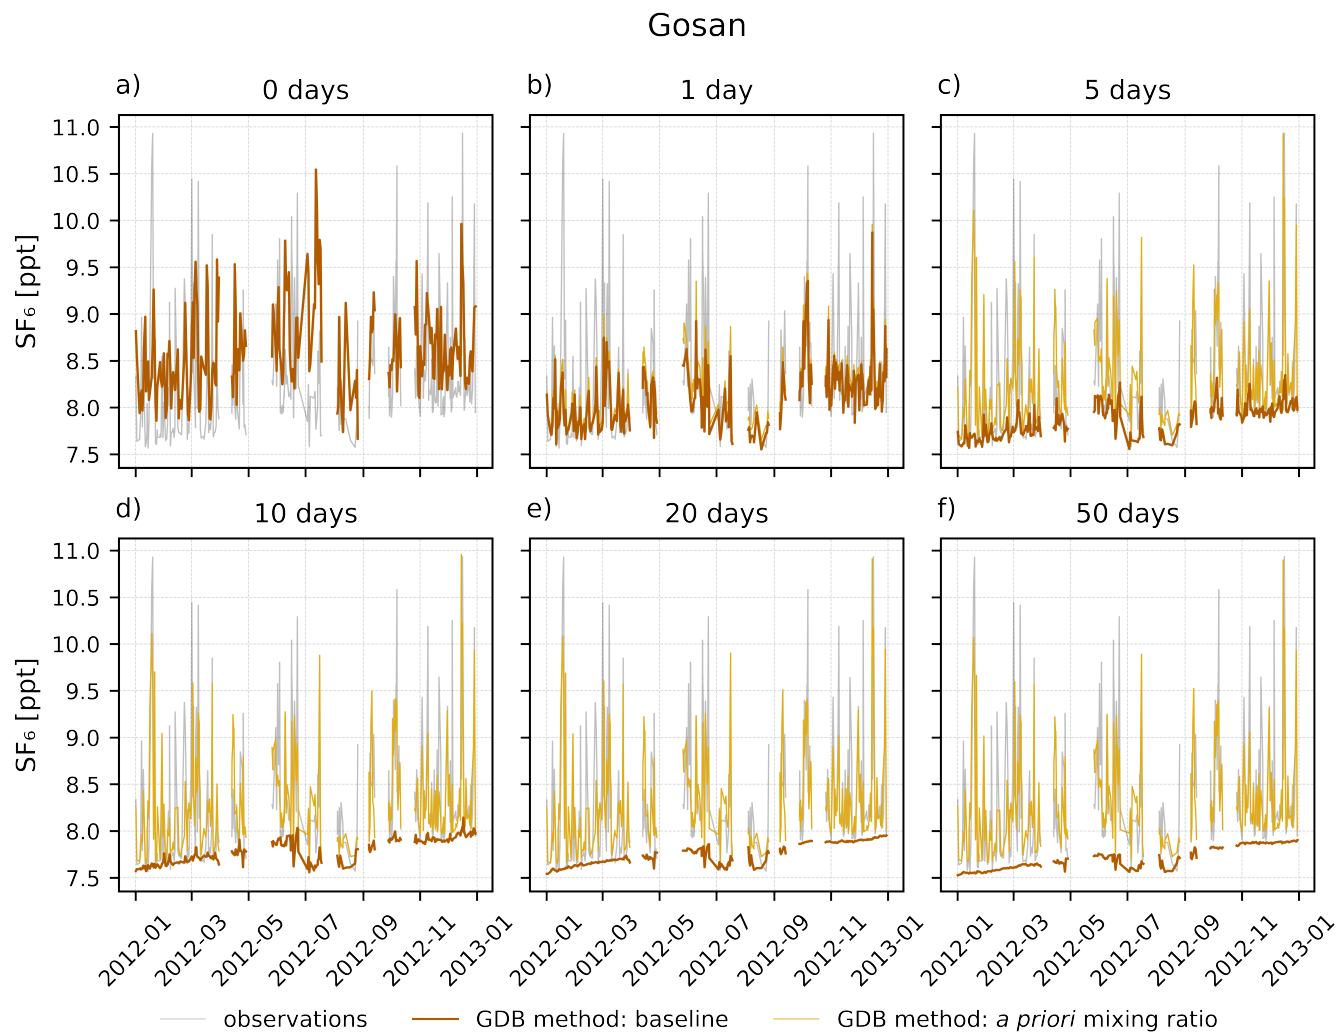 Gosan
a) 0 days
b) 1 day
c) 5 days
11.0
10.5
10.0
9.5
9.0
8.5
8.0
7.5
SF₆ [ppt]
d) 10 days
e) 20 days
f) 50 days
11.0
10.5
10.0
9.5
9.0
8.5
8.0
7.5
SF₆ [ppt]
2012-01 2012-03 2012-05 2012-07 2012-09 2012-11 2013-01
2012-01 2012-03 2012-05 2012-07 2012-09 2012-11 2013-01
2012-01 2012-03 2012-05 2012-07 2012-09 2012-11 2013-01
observations GDB method: baseline GDB method: a priori mixing ratio